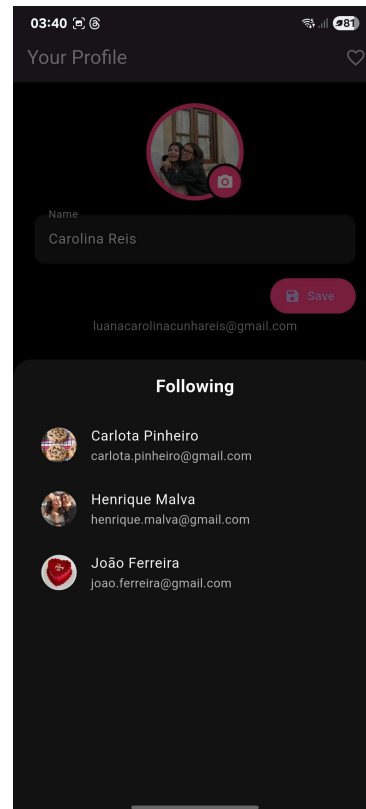 03:40
81
Your Profile
Name
Carolina Reis
Save
luanacarolinacunhareis@gmail.com
Following
Carlota Pinheiro
carlota.pinheiro@gmail.com
Henrique Malva
henrique.malva@gmail.com
João Ferreira
joao.ferreira@gmail.com